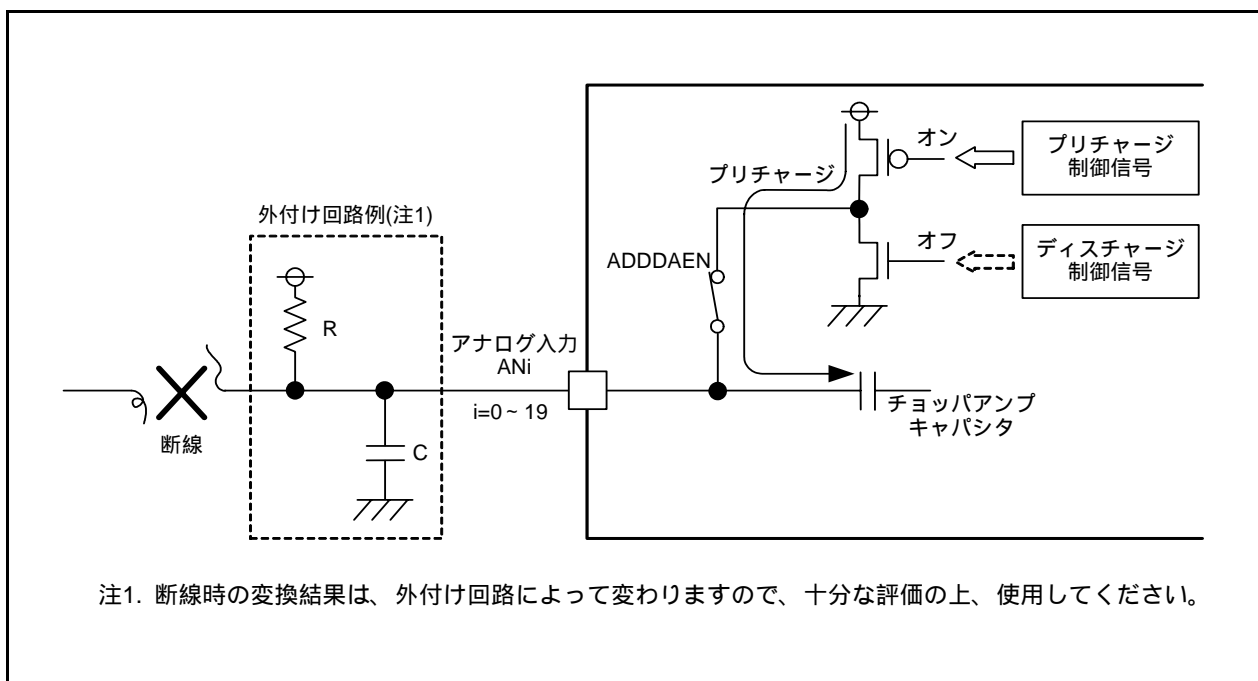 オン
プリチャージ
制御信号
プリチャージ
外付け回路例(注1)
オフ
ディスチャージ
制御信号
ADDDAEN
R
アナログ入力
ANi
i=0 ~ 19
チョッパアンプ
キャパシタ
断線
C
注1. 断線時の変換結果は、外付け回路によって変わりますので、十分な評価の上、使用してください。